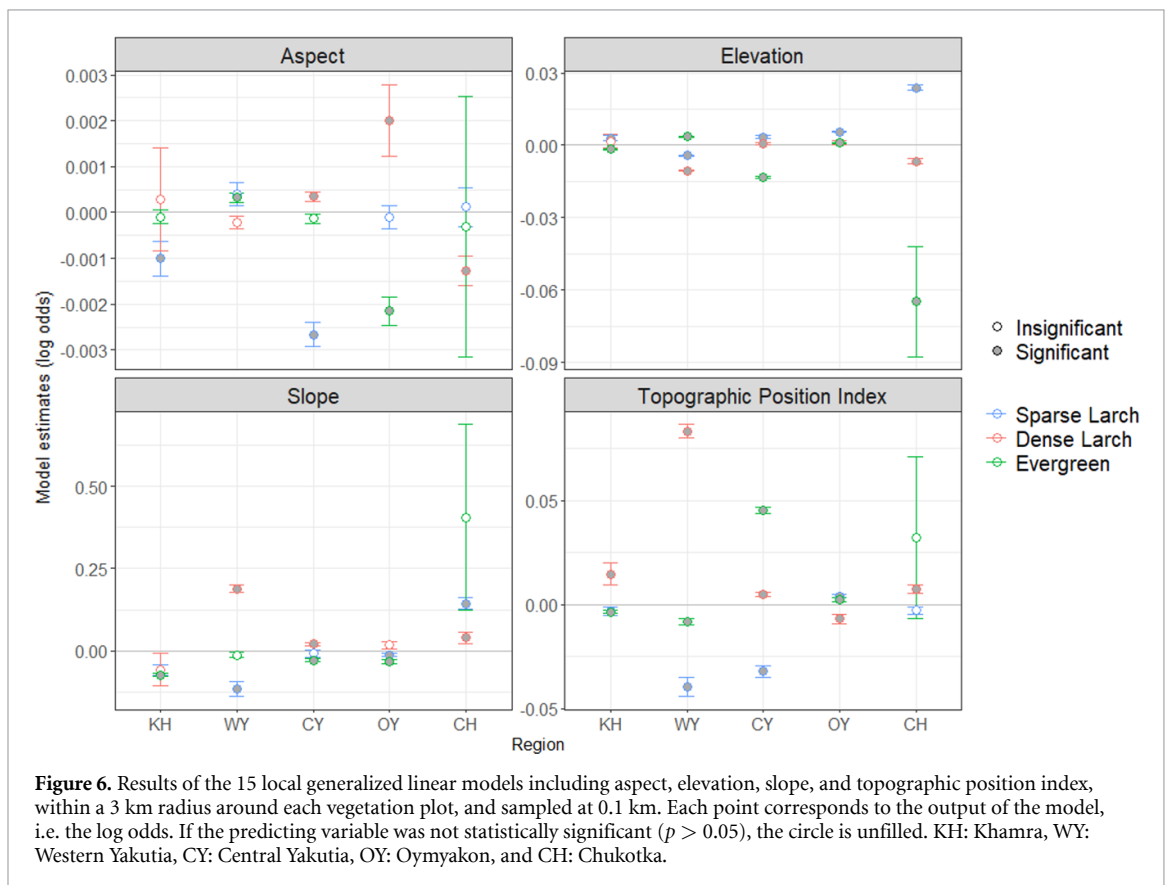 Aspect
Elevation
0.003
0.002
0.001
0.000
-0.001
-0.002
-0.003
0.03
0.00
-0.03
-0.06
-0.09
Model estimates (log odds)
Insignificant
Significant
Sparse Larch
Dense Larch
Evergreen
Slope
Topographic Position Index
0.50
0.25
0.00
0.05
0.00
-0.05
KH WY CY OY CH
KH WY CY OY CH
Region
Figure 6. Results of the 15 local generalized linear models including aspect, elevation, slope, and topographic position index,
within a 3 km radius around each vegetation plot, and sampled at 0.1 km. Each point corresponds to the output of the model,
i.e. the log odds. If the predicting variable was not statistically significant (p > 0.05), the circle is unfilled. KH: Khamra, WY:
Western Yakutia, CY: Central Yakutia, OY: Oymyakon, and CH: Chukotka.